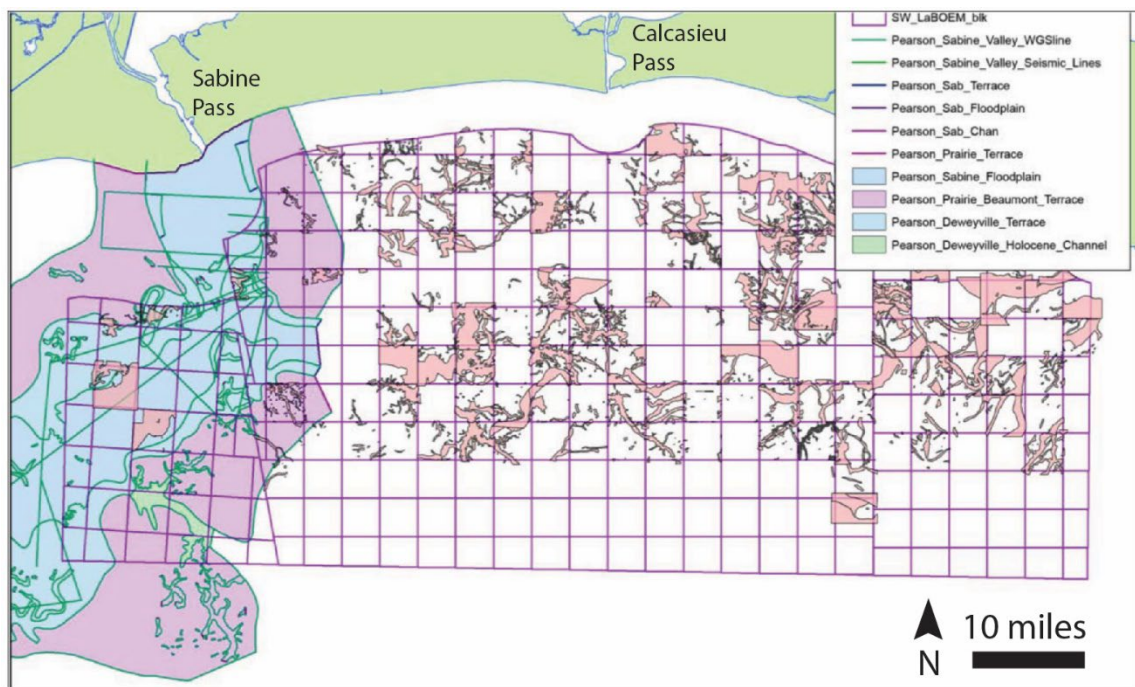 Sabine
Pass
Calcasieu
Pass
SW_LaBOEM_blk
Pearson_Sabine_Valley_WGSline
Pearson_Sabine_Valley_Seismic_Lines
Pearson_Sab_Terrace
Pearson_Sab_Floodplain
Pearson_Sab_Chan
Pearson_Prairie_Terrace
Pearson_Sabine_Floodplain
Pearson_Prairie_Beaumont_Terrace
Pearson_Deweyville_Terrace
Pearson_Deweyville_Holocene_Channel
N
10 miles